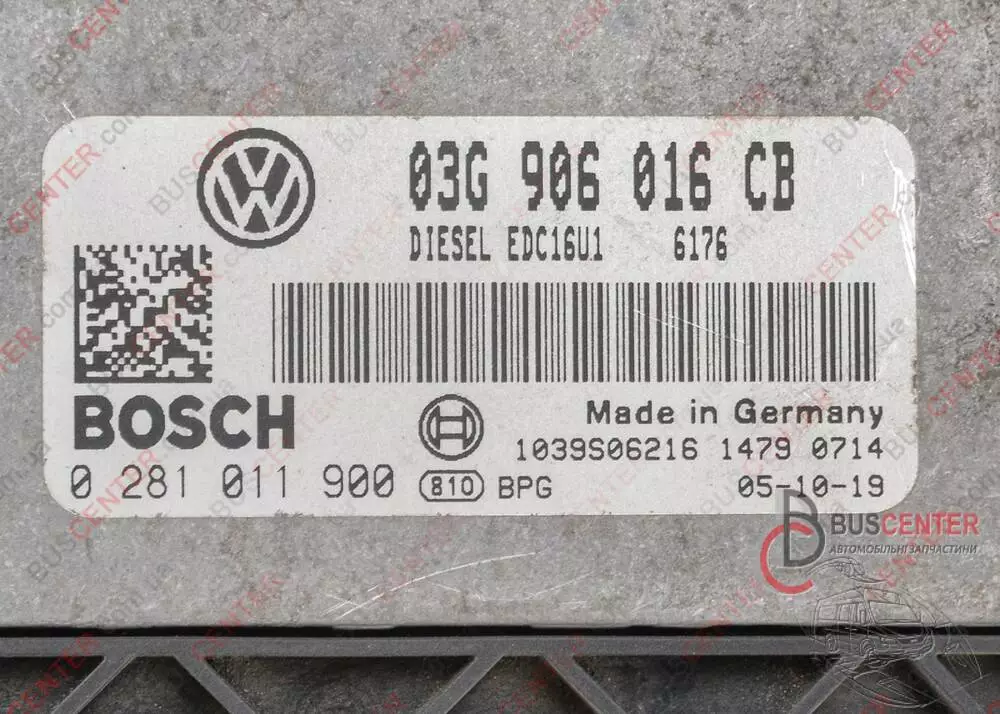 03G 906 016 CB
DIESEL EDC16U1 6176
BOSCH
Made in Germany
1039S06216 1479 0714
0 281 011 900 810 BPG 05-10-19
BUSCENTER
АВТОМОБІЛЬНІ ЗАПЧАСТИНИ